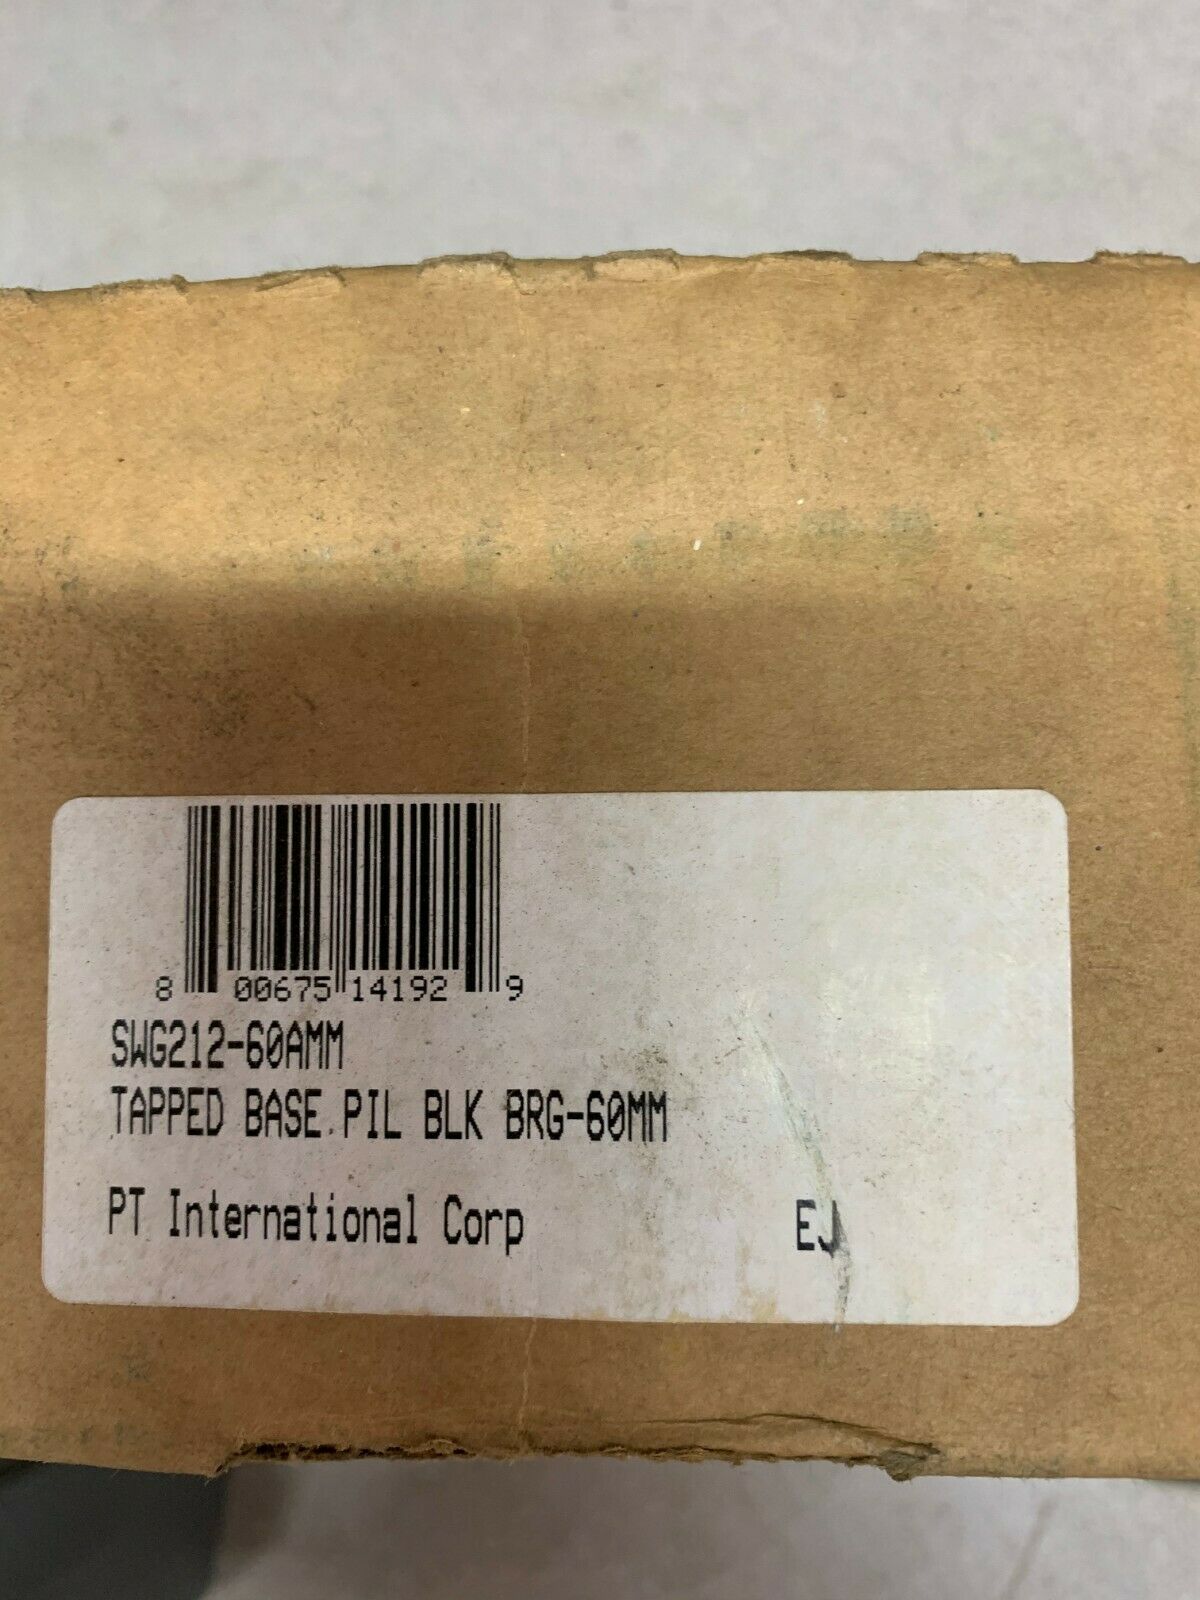 8 00675 14192 9
SWG212-60AMM
TAPPED BASE PIL BLK BRG-60MM
PT International Corp EJ